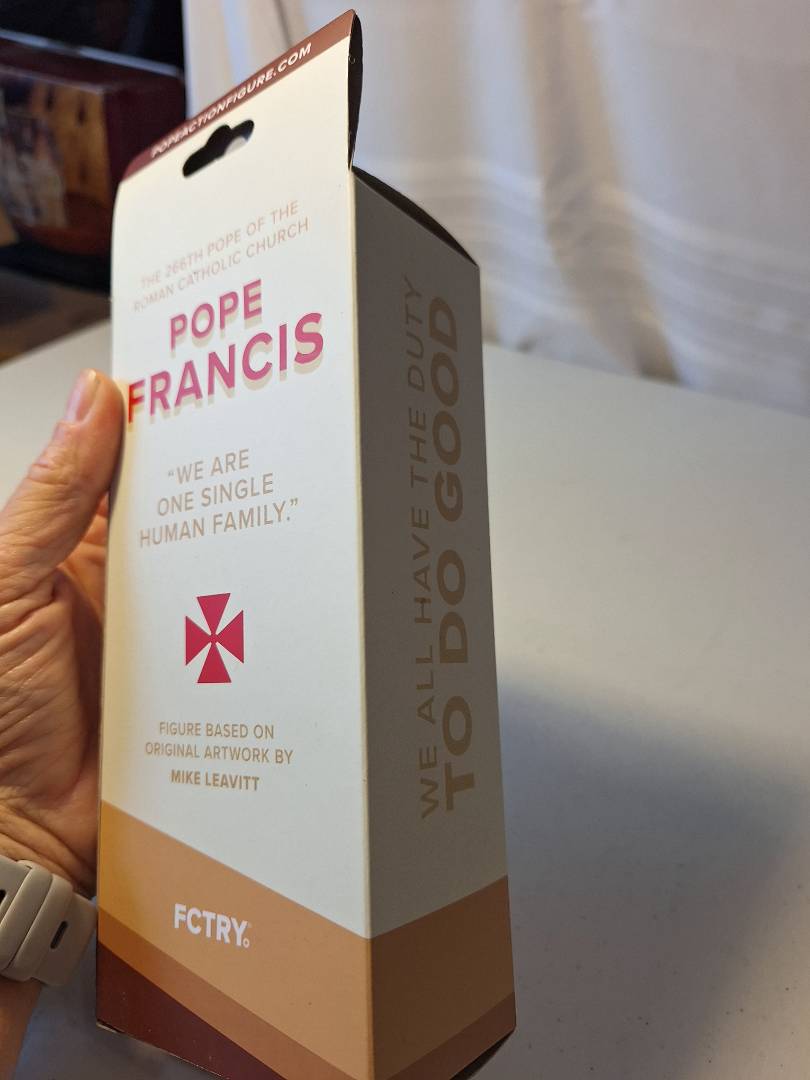 POPEACTIONFIGURE.COM
THE 266TH POPE OF THE
ROMAN CATHOLIC CHURCH
POPE
FRANCIS
“WE ARE
ONE SINGLE
HUMAN FAMILY.”
FIGURE BASED ON
ORIGINAL ARTWORK BY
MIKE LEAVITT
FCTRY
WE ALL HAVE THE DUTY
TO DO GOOD